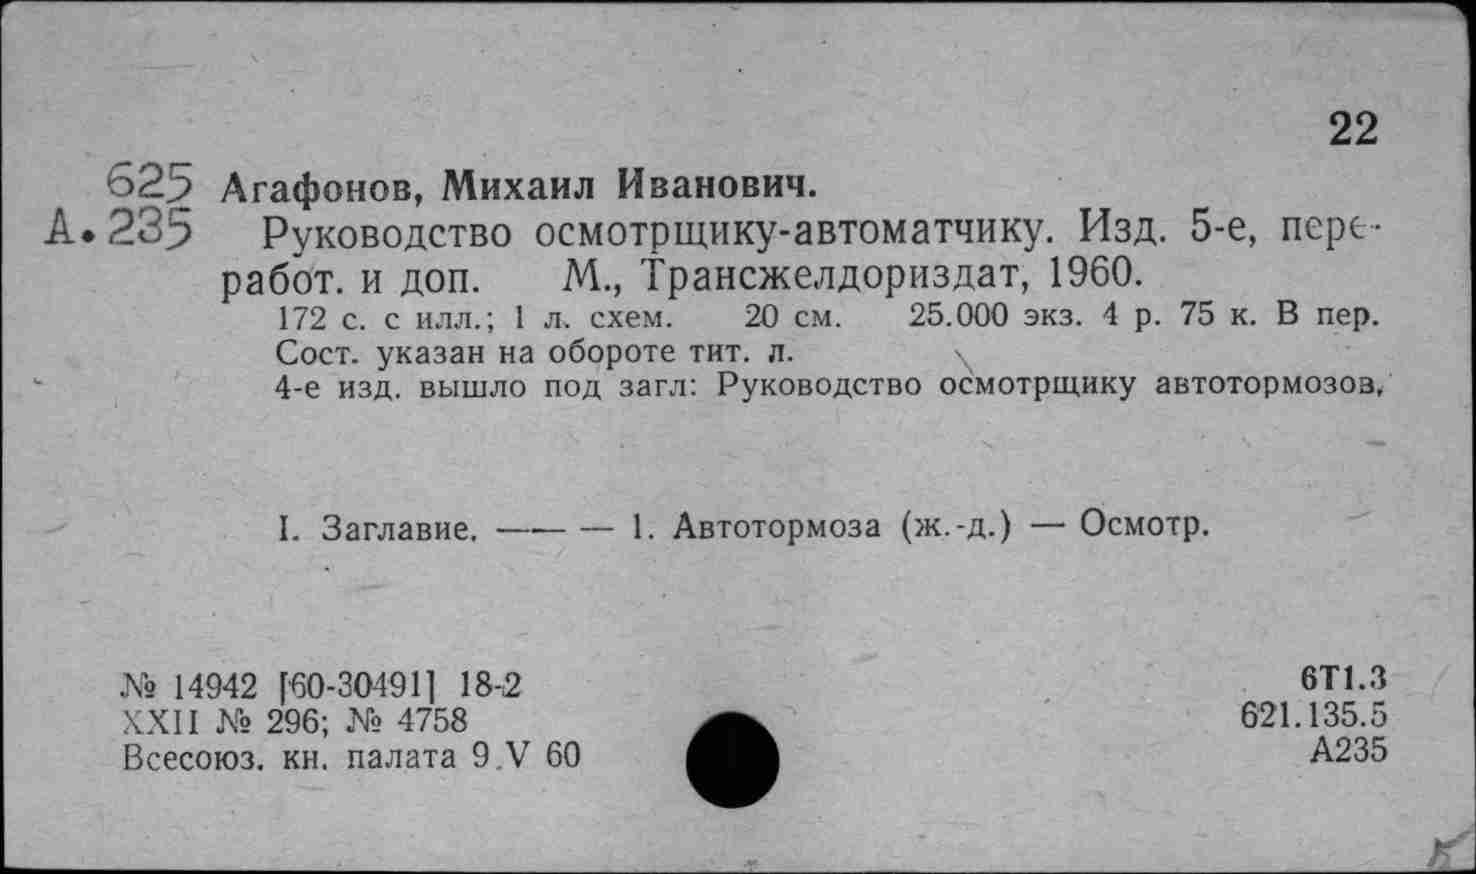 22
625 Агафонов, Михаил Иванович.
А.235 Руководство осмотрщику-автоматчику. Изд. 5-е, пере-
работ. и доп. М., Трансжелдориздат, 1960.
172 с. с илл.; 1 л. схем. 20 см. 25.000 экз. 4 р. 75 к. В пер.
Сост. указан на обороте тит. л.
4-е изд. вышло под загл: Руководство осмотрщику автотормозов,
I. Заглавие. — — — 1. Автотормоза (ж.-д.) — Осмотр.
№ 14942 [60-30491] 18-2
XXII № 296; № 4758
Всесоюз. кн. палата 9.V 60
6Т1.3
621.135.5
А235